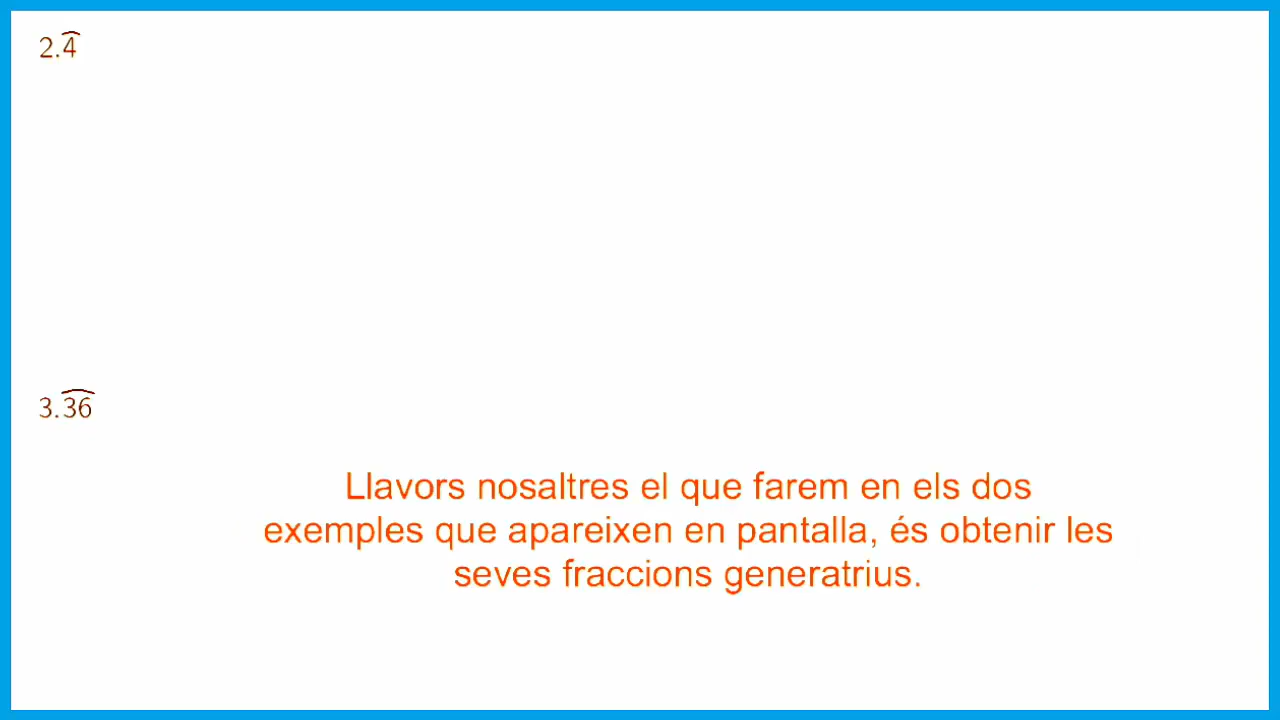 2.4̑
3.3͡6
Llavors nosaltres el que farem en els dos
exemples que apareixen en pantalla, és obtenir les
seves fraccions generatrius.